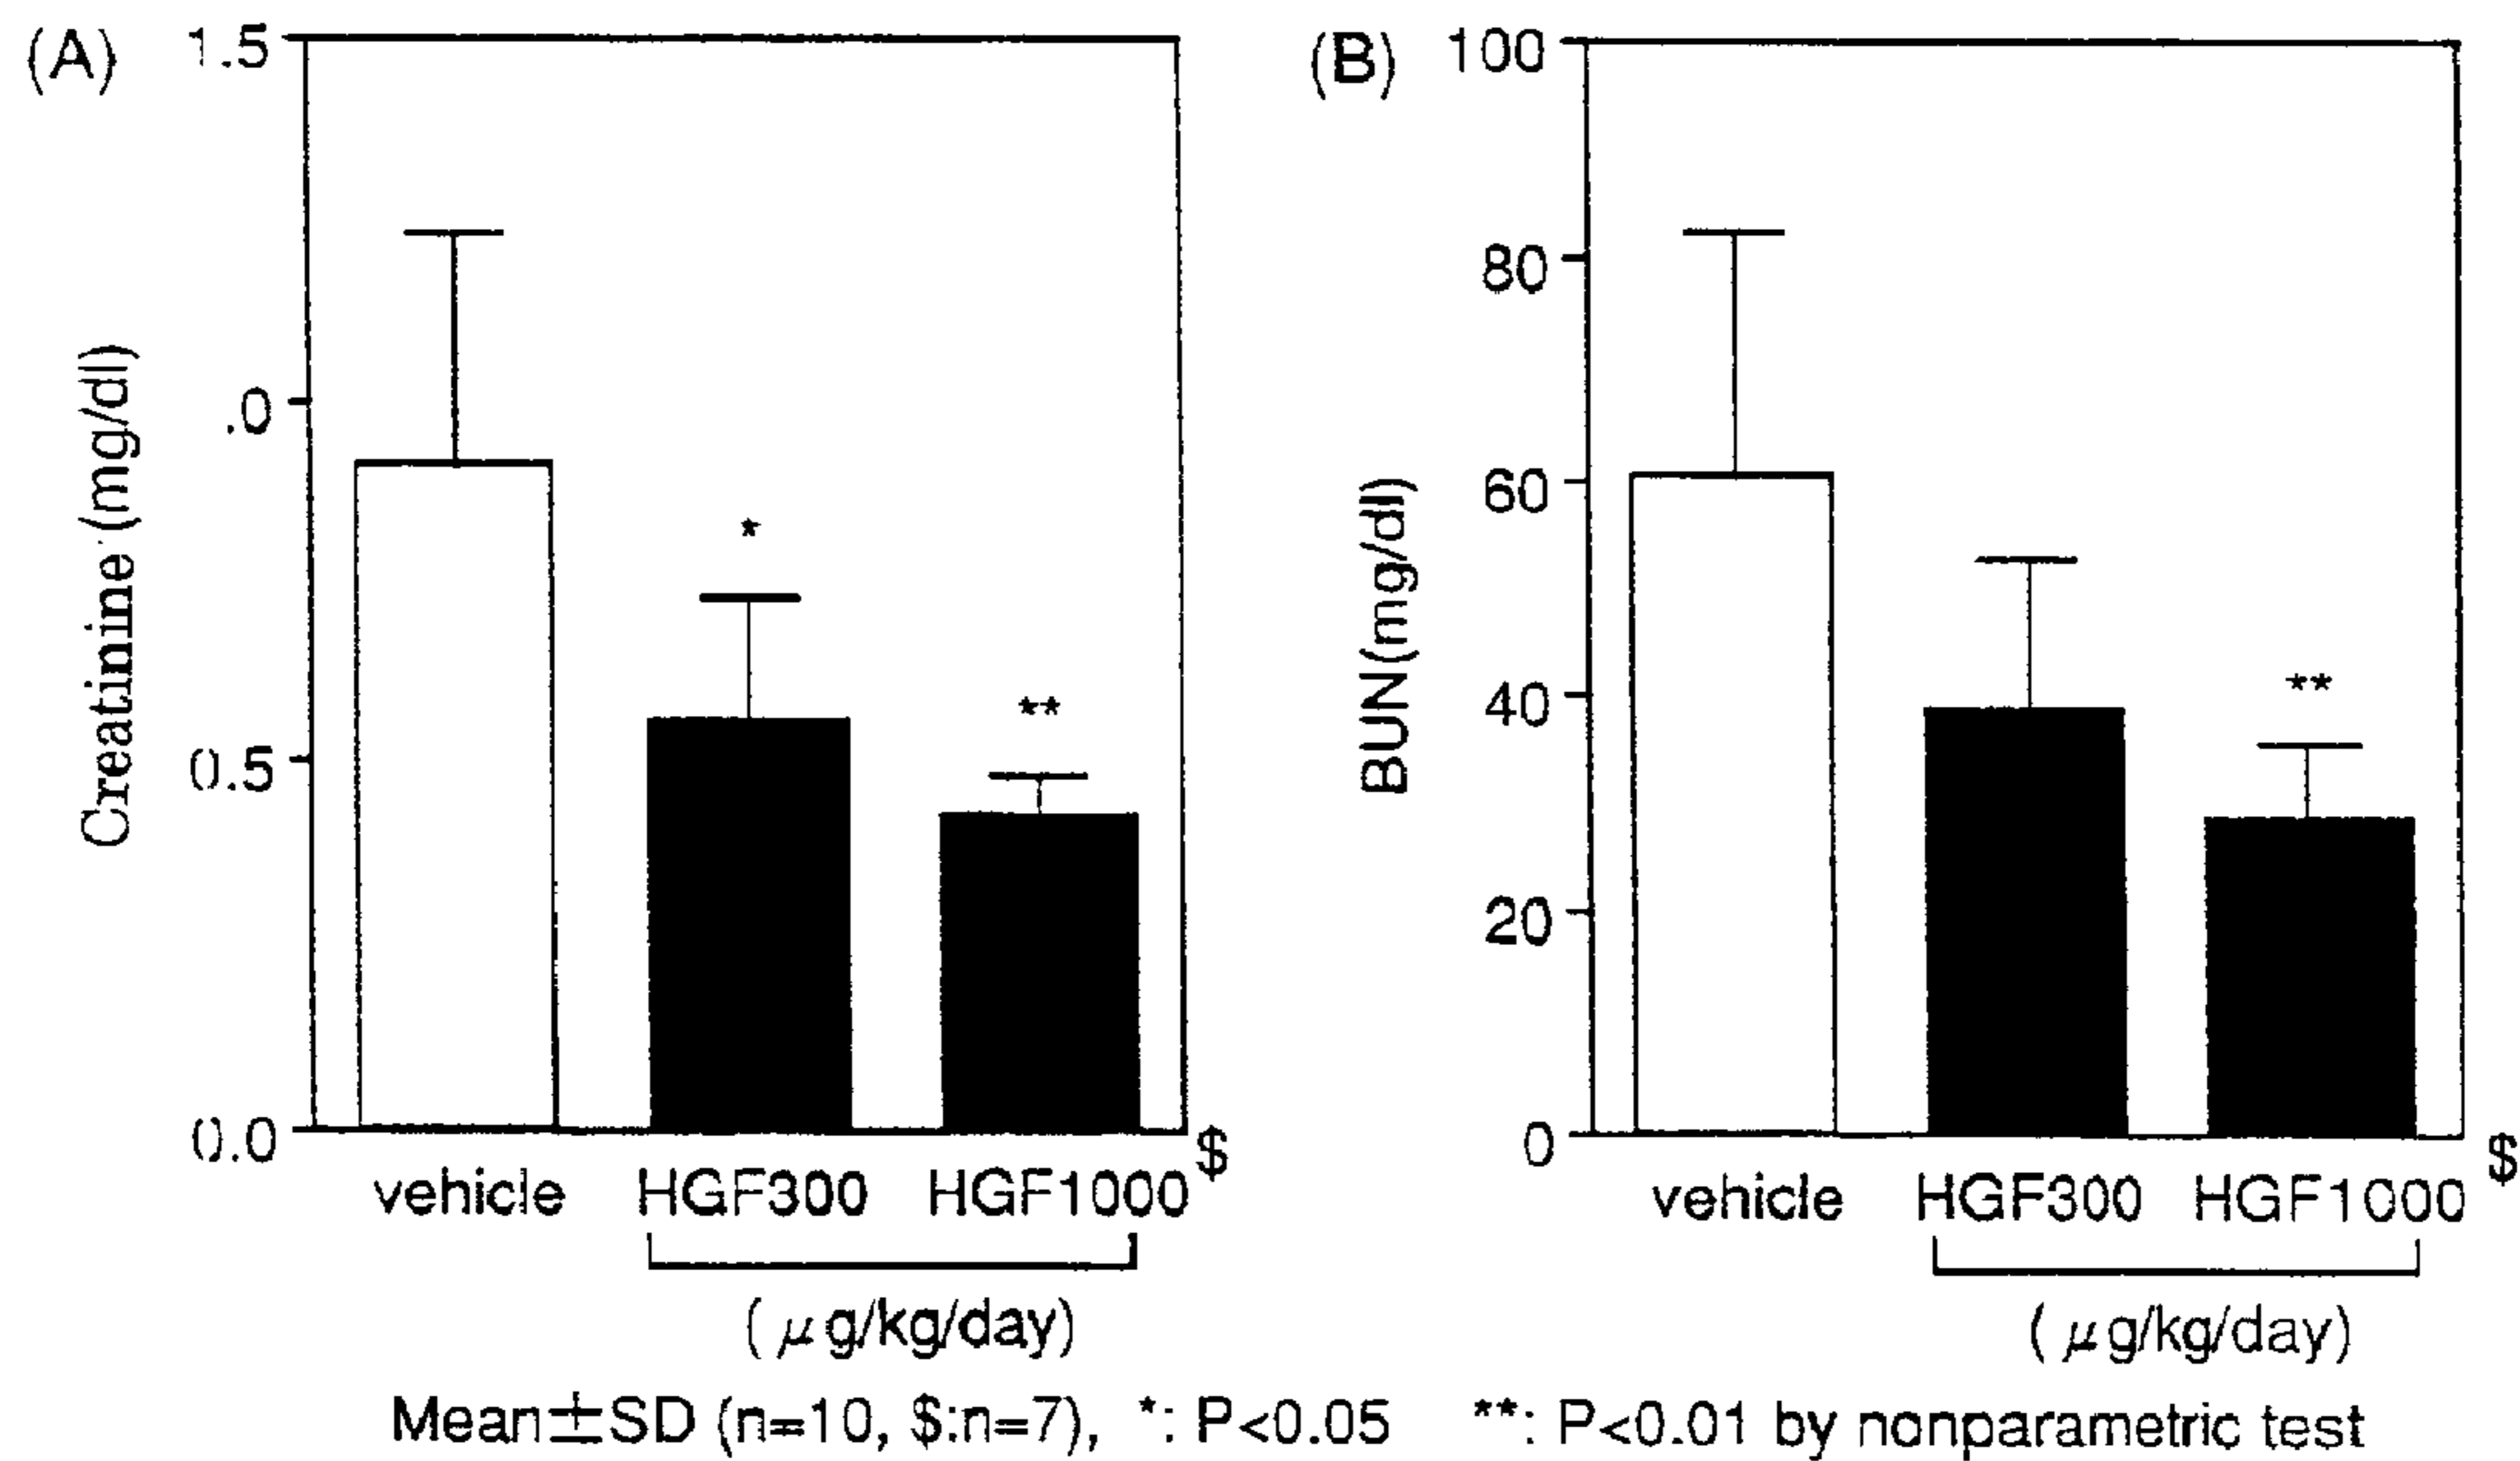 (A)
Creatinine (mg/dl)
1.5
.0
0.5
0.0
vehicle HGF300 HGF1000$
(μg/kg/day)
(B)
BUN(mg/dl)
100
80
60
40
20
0
vehicle HGF300 HGF1000$
(μg/kg/day)
*
**
**
Mean±SD (n=10, $:n=7), *: P<0.05 **: P<0.01 by nonparametric test